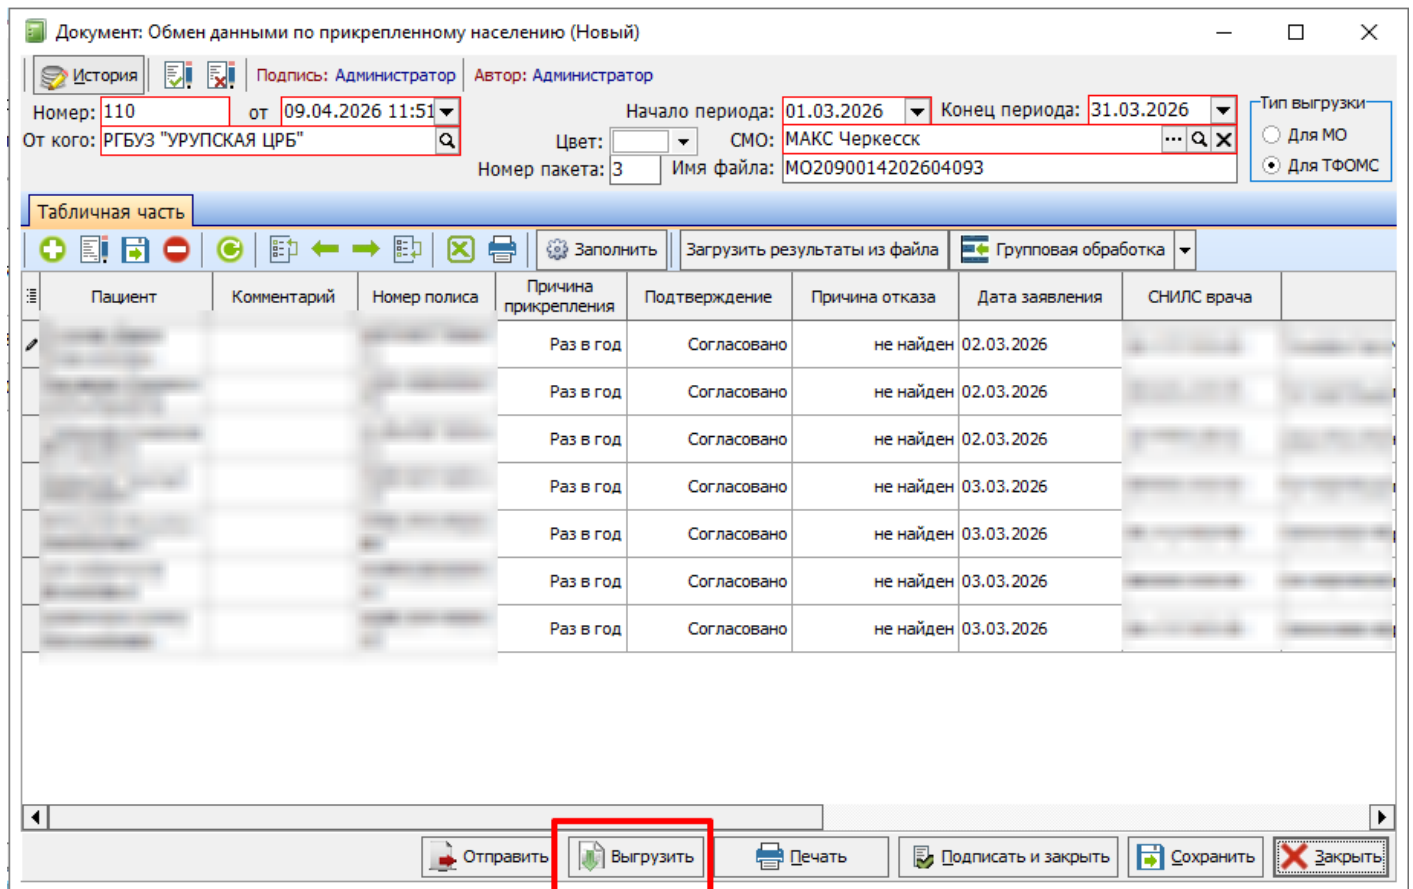 Документ: Обмен данными по прикрепленному населению (Новый)
История Подпись: Администратор Автор: Администратор
Номер: 110 от 09.04.2026 11:51 Начало периода: 01.03.2026 Конец периода: 31.03.2026 Тип выгрузки
От кого: РГБУЗ "УРУПСКАЯ ЦРБ" Цвет: СМО: МАКС Черкесск Для МО
Номер пакета: 3 Имя файла: MO2090014202604093 Для ТФОМС
Табличная часть
Заполнить Загрузить результаты из файла Групповая обработка
Пациент Комментарий Номер полиса Причина прикрепления Подтверждение Причина отказа Дата заявления СНИЛС врача
Раз в год Согласовано не найден 02.03.2026
Раз в год Согласовано не найден 02.03.2026
Раз в год Согласовано не найден 02.03.2026
Раз в год Согласовано не найден 03.03.2026
Раз в год Согласовано не найден 03.03.2026
Раз в год Согласовано не найден 03.03.2026
Раз в год Согласовано не найден 03.03.2026
Отправить Выгрузить Печать Подписать и закрыть Сохранить Закрыть